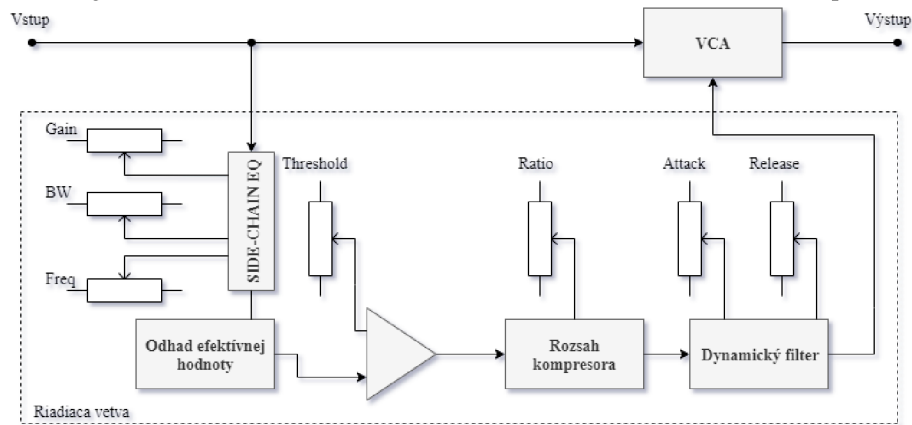 Vstup
Výstup
VCA
Gain
BW
Freq
SIDE-CHAIN EQ
Threshold
Ratio
Attack
Release
Odhad efektívnej
hodnoty
Rozsah
kompresora
Dynamický filter
Riadiaca vetva